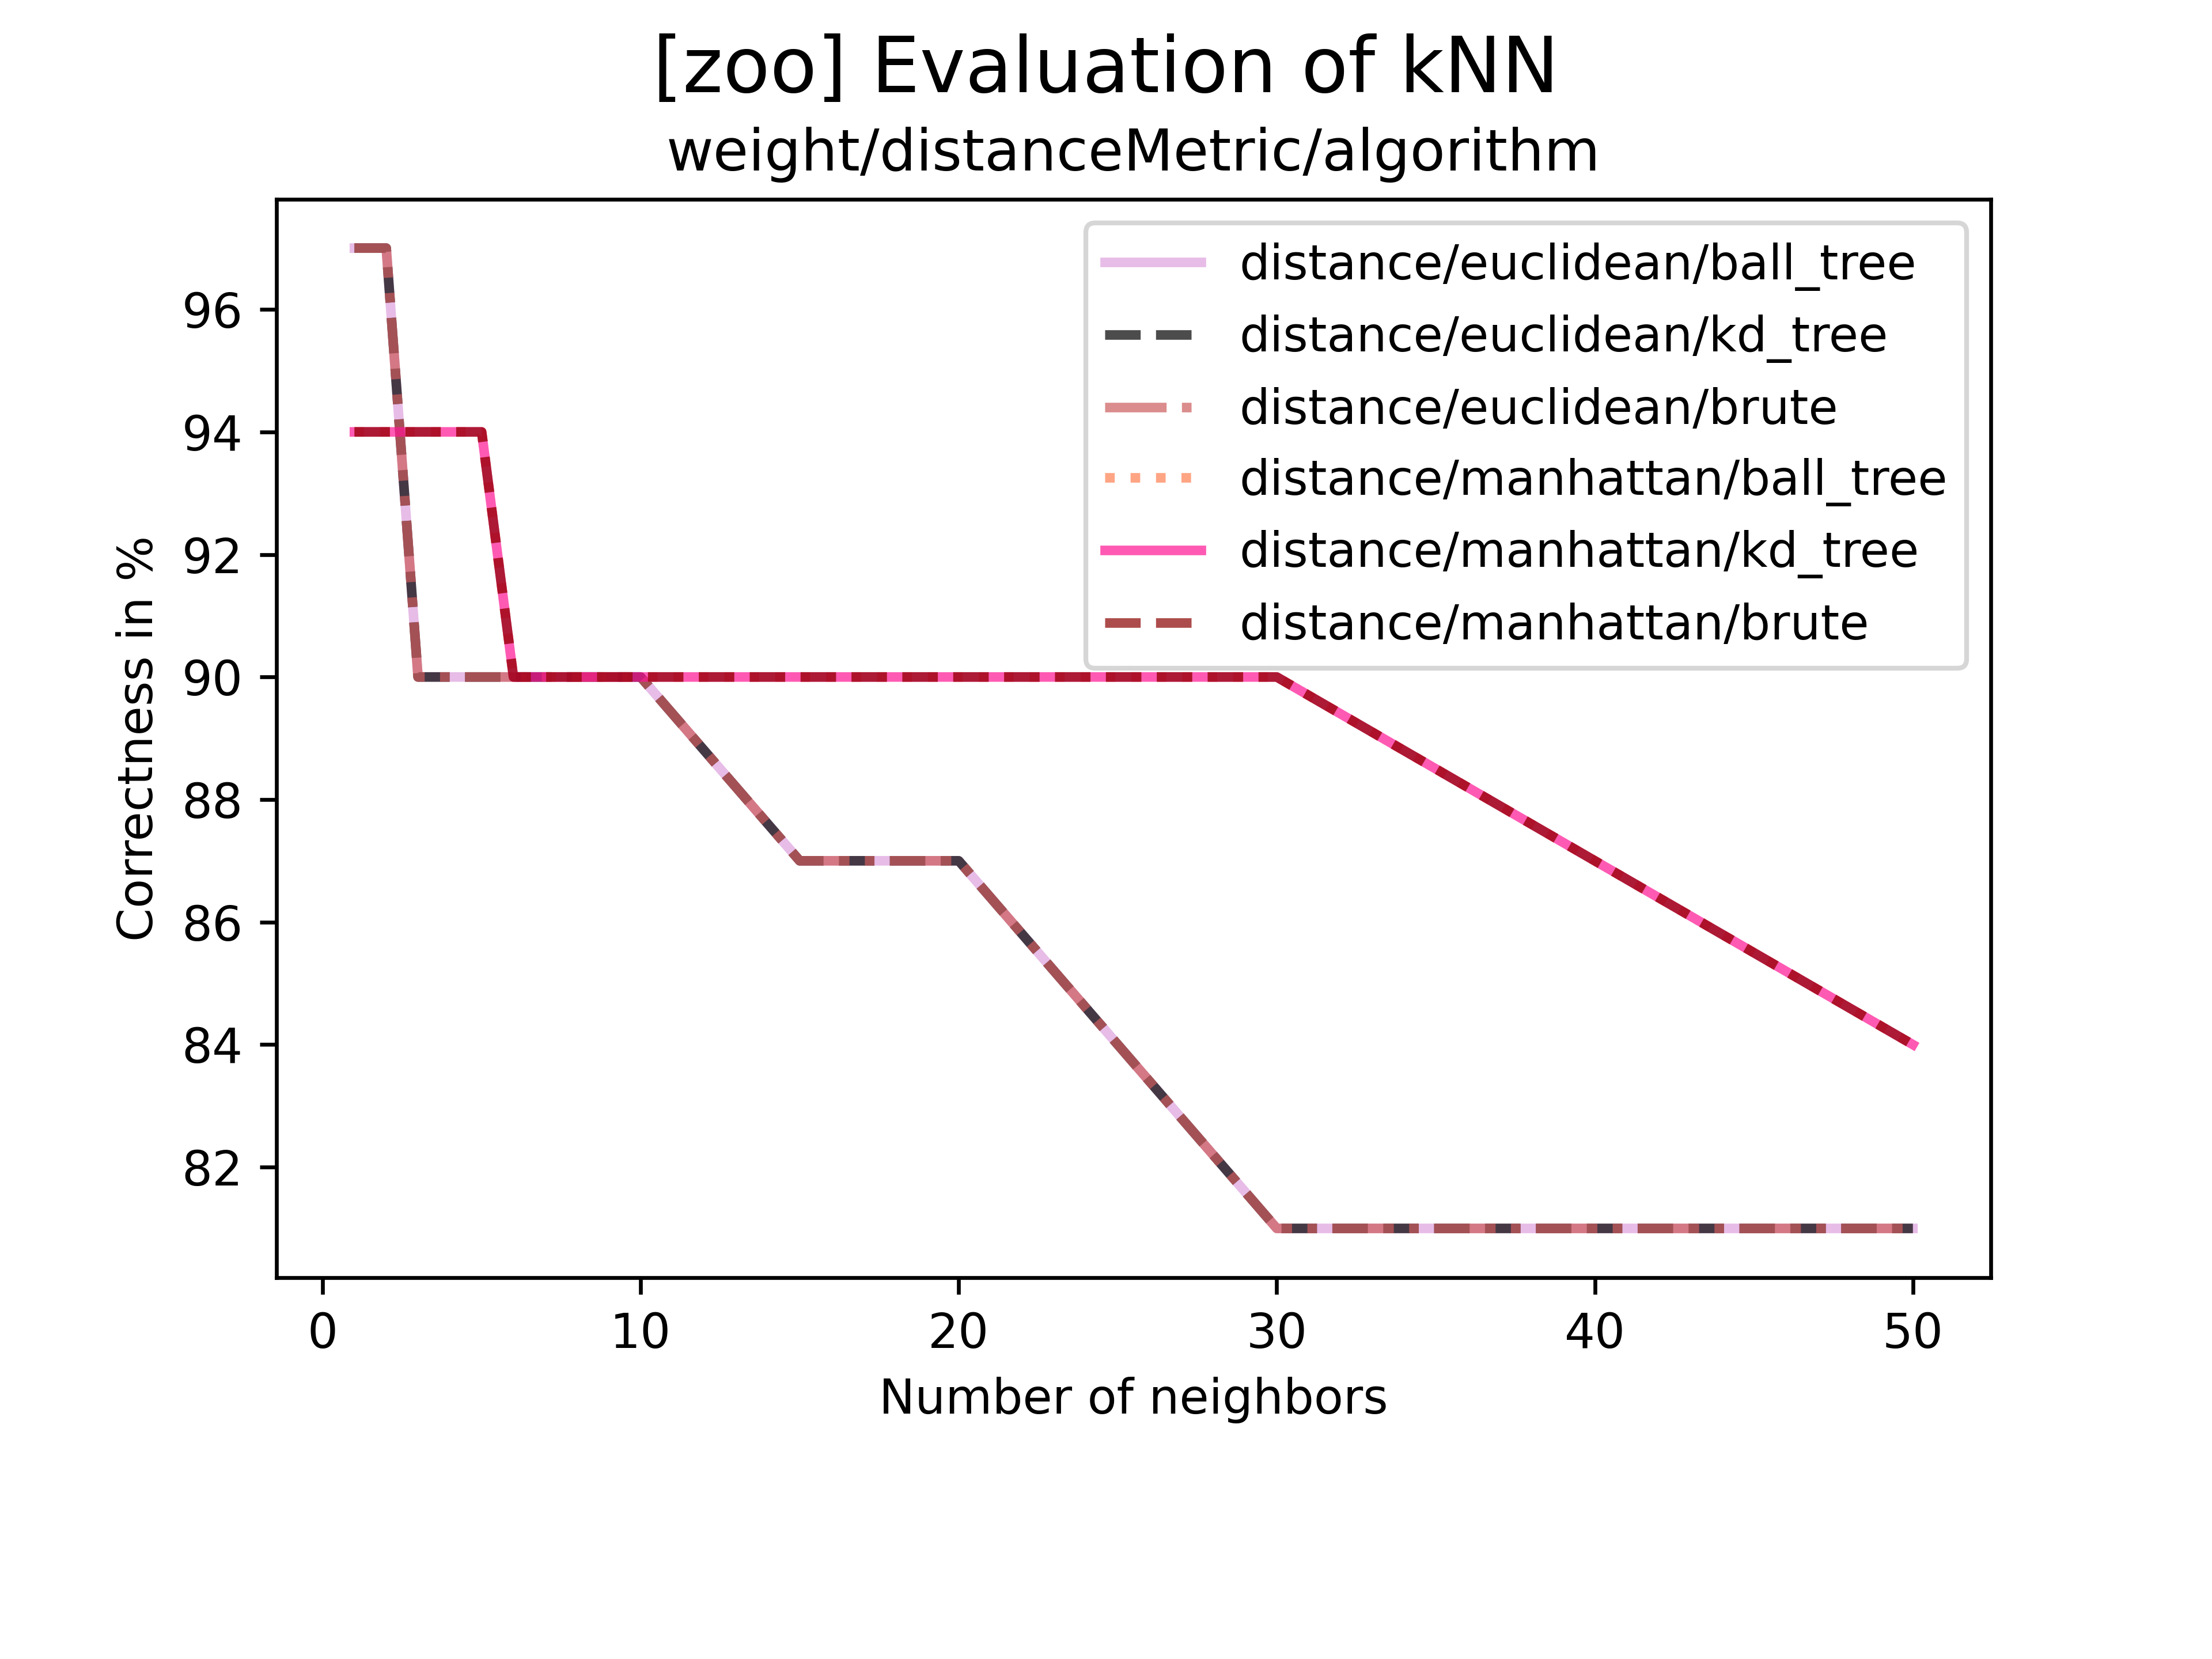 [zoo] Evaluation of kNN
weight/distanceMetric/algorithm
distance/euclidean/ball_tree
distance/euclidean/kd_tree
distance/euclidean/brute
distance/manhattan/ball_tree
distance/manhattan/kd_tree
distance/manhattan/brute
Correctness in %
96
94
92
90
88
86
84
82
0 10 20 30 40 50
Number of neighbors